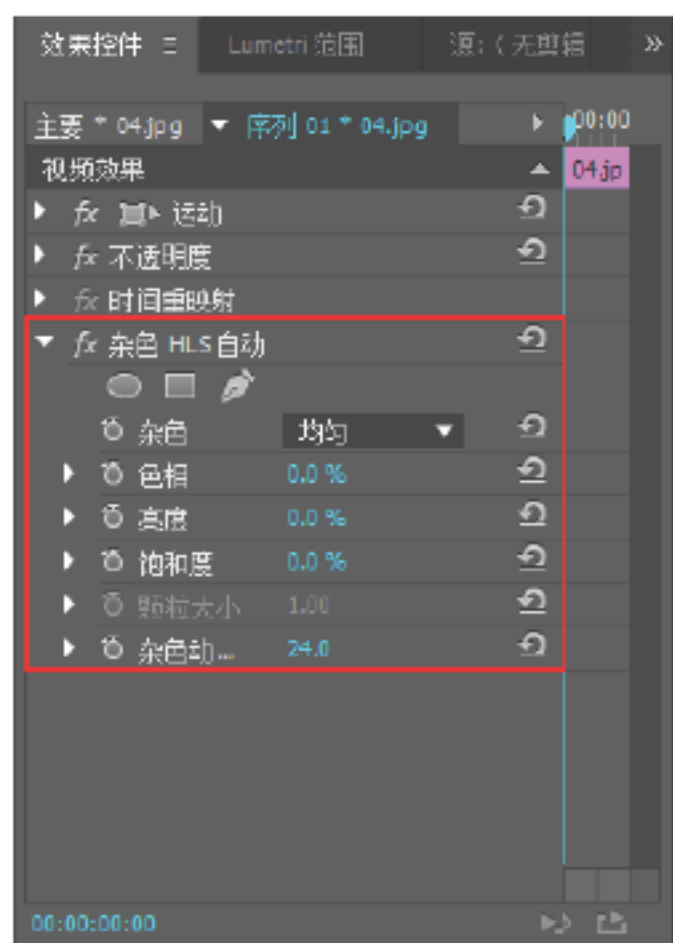 效果控件 Lumetri 范围 源:（无剪辑
主要 * 04.jpg 序列 01 * 04.jpg 00:00
视频效果 04.jp
fx 运动
fx 不透明度
fx 时间重映射
fx 杂色 HLS 自动
杂色 均匀
色相 0.0 %
亮度 0.0 %
饱和度 0.0 %
颗粒大小 1.00
杂色动... 24.0
00:00:00:00